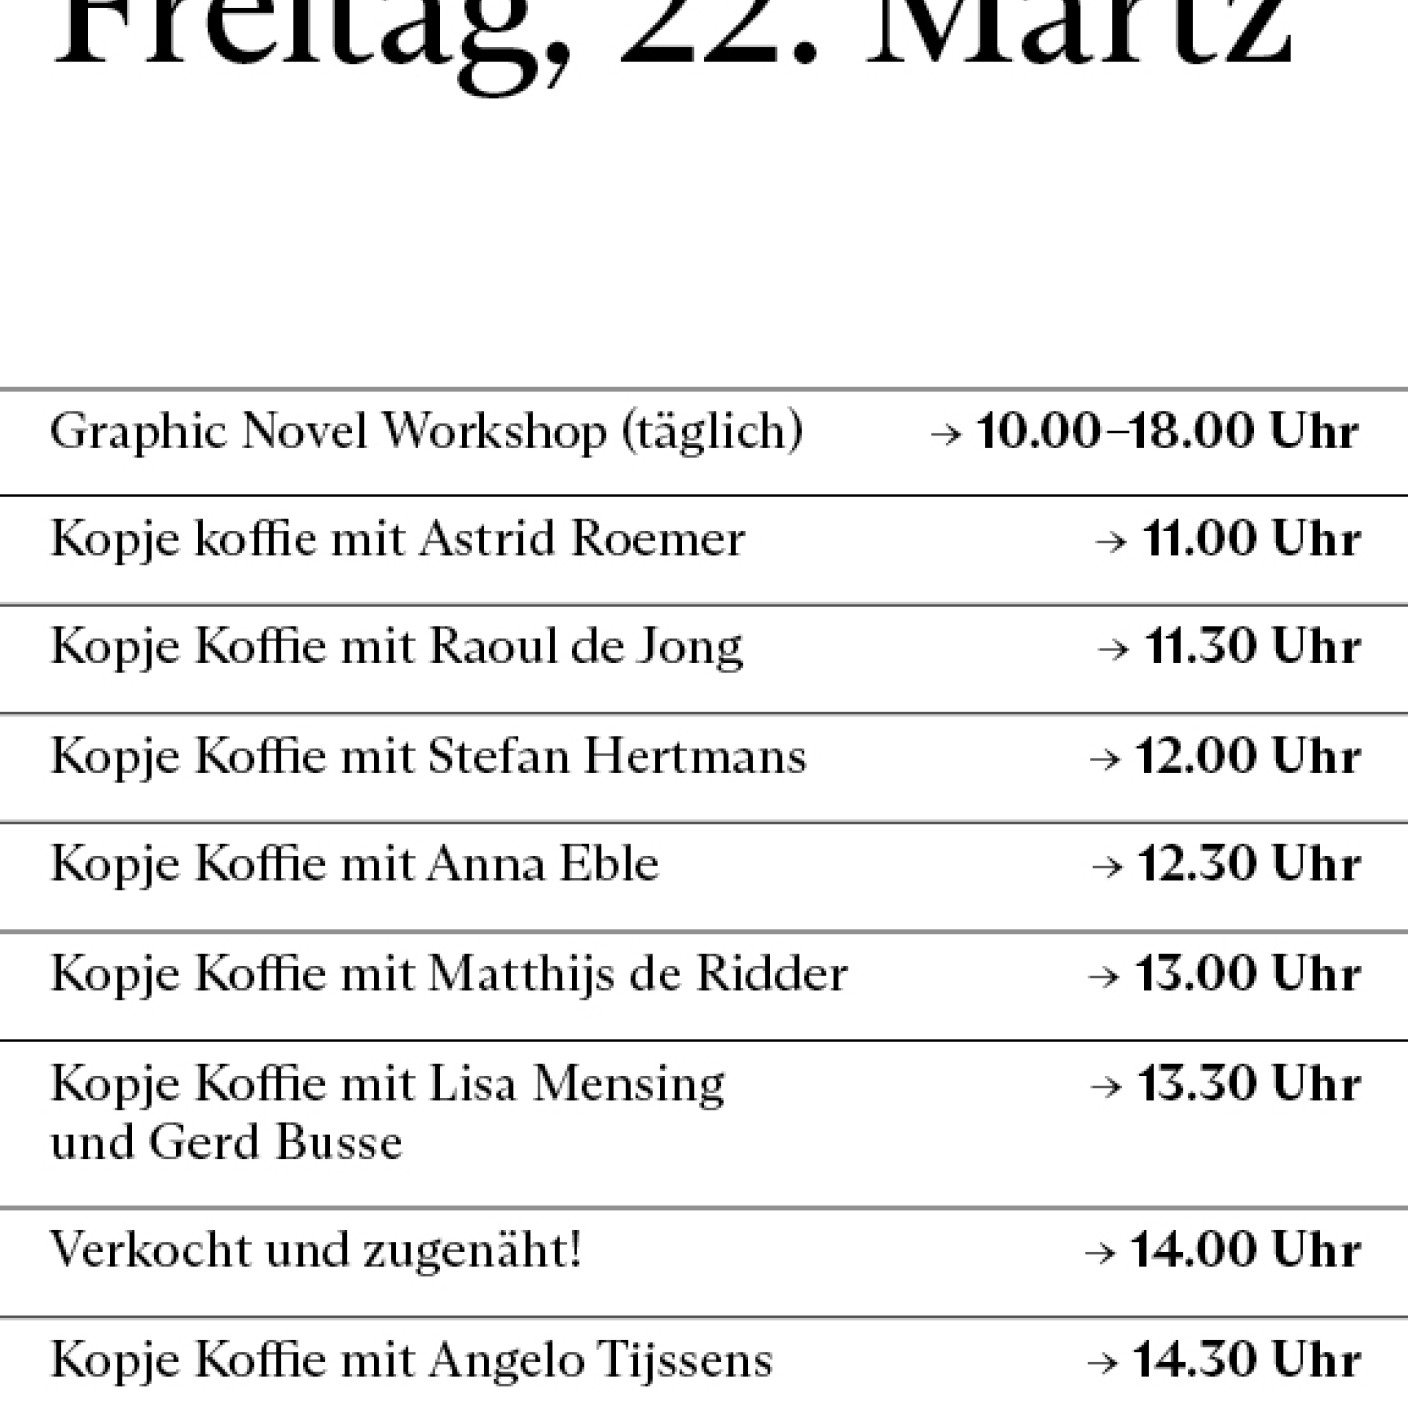 Freitag, 22. Martz
Graphic Novel Workshop (täglich) → 10.00–18.00 Uhr
Kopje koffie mit Astrid Roemer → 11.00 Uhr
Kopje Koffie mit Raoul de Jong → 11.30 Uhr
Kopje Koffie mit Stefan Hertmans → 12.00 Uhr
Kopje Koffie mit Anna Eble → 12.30 Uhr
Kopje Koffie mit Matthijs de Ridder → 13.00 Uhr
Kopje Koffie mit Lisa Mensing → 13.30 Uhr
und Gerd Busse
Verkocht und zugenäht! → 14.00 Uhr
Kopje Koffie mit Angelo Tijssens → 14.30 Uhr